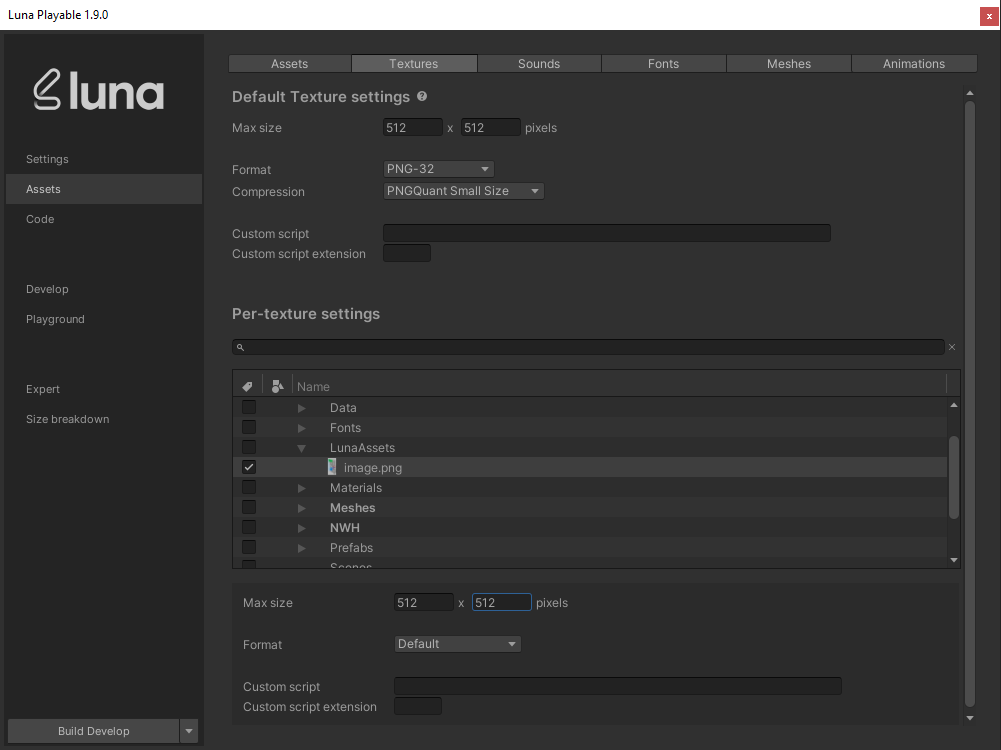 Luna Playable 1.9.0
x
luna
Settings
Assets
Code
Develop
Playground
Expert
Size breakdown
Build Develop
Assets Textures Sounds Fonts Meshes Animations
Default Texture settings ?
Max size 512 x 512 pixels
Format PNG-32
Compression PNGQuant Small Size
Custom script
Custom script extension
Per-texture settings
Name
Data
Fonts
LunaAssets
image.png
Materials
Meshes
NWH
Prefabs
Scenes
Max size 512 x 512 pixels
Format Default
Custom script
Custom script extension